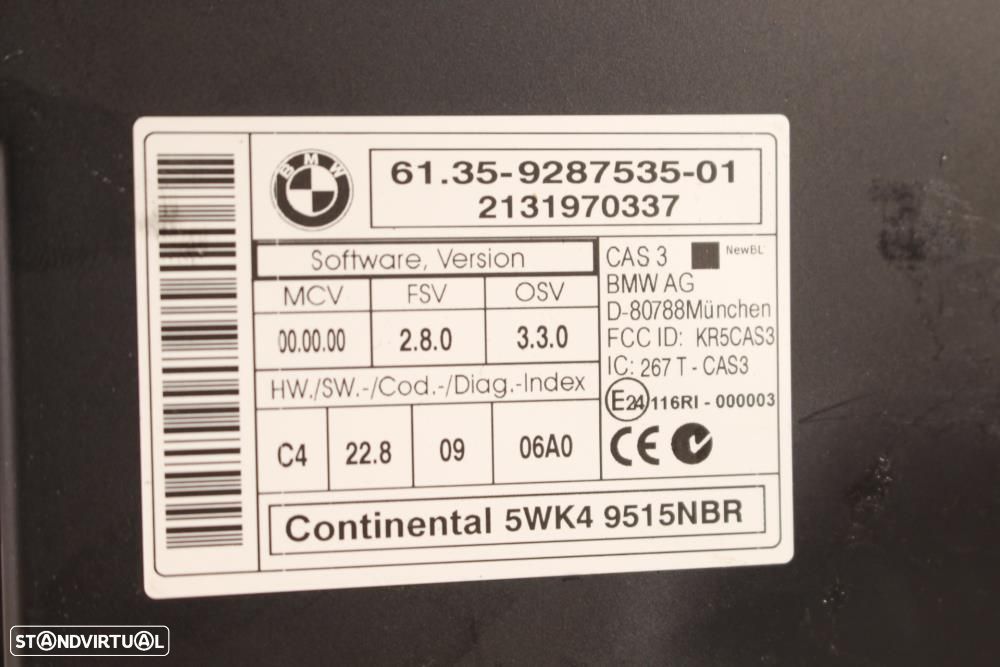 BMW
61.35-9287535-01
2131970337
Software, Version
MCV FSV OSV
00.00.00 2.8.0 3.3.0
HW./SW.-/Cod.-/Diag.-Index
C4 22.8 09 06A0
CAS 3 NewBL
BMW AG
D-80788München
FCC ID: KR5CAS3
IC: 267 T - CAS3
E24 116RI - 000003
CE
Continental 5WK4 9515NBR
STANDVIRTUAL